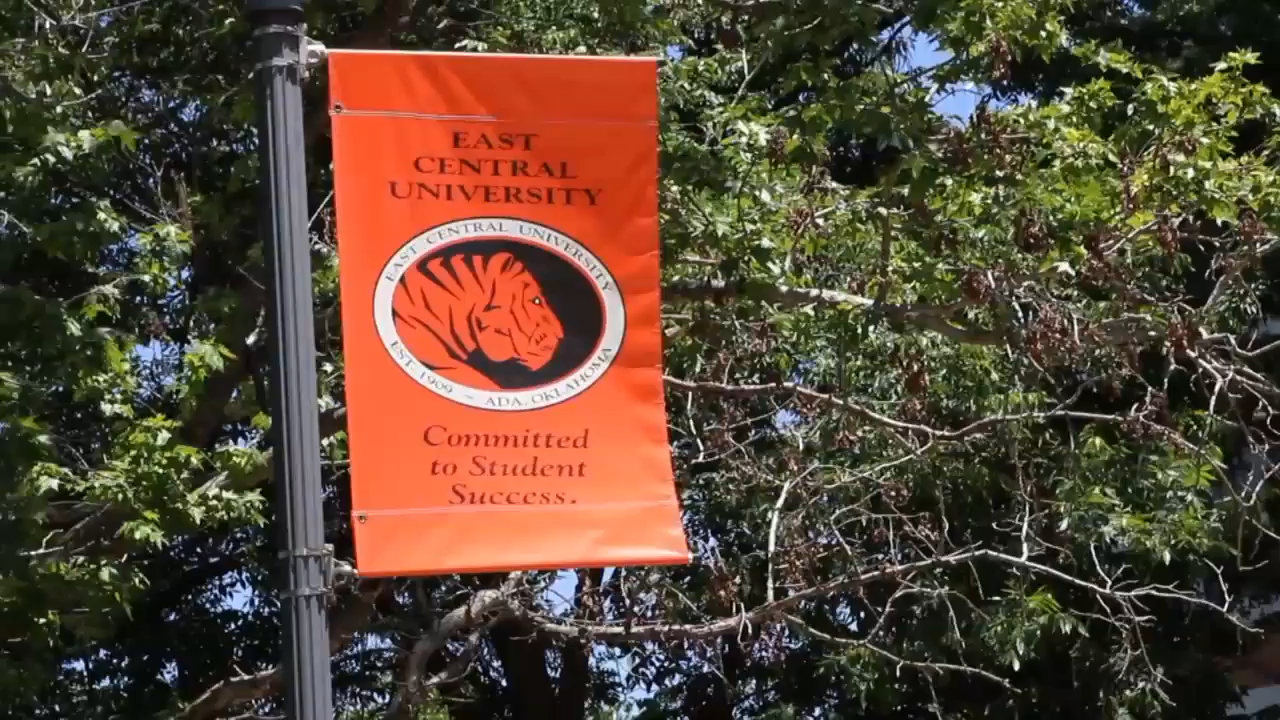 EAST
CENTRAL
UNIVERSITY
EAST CENTRAL UNIVERSITY
EST. 1909 ~ ADA, OKLAHOMA
Committed
to Student
Success.